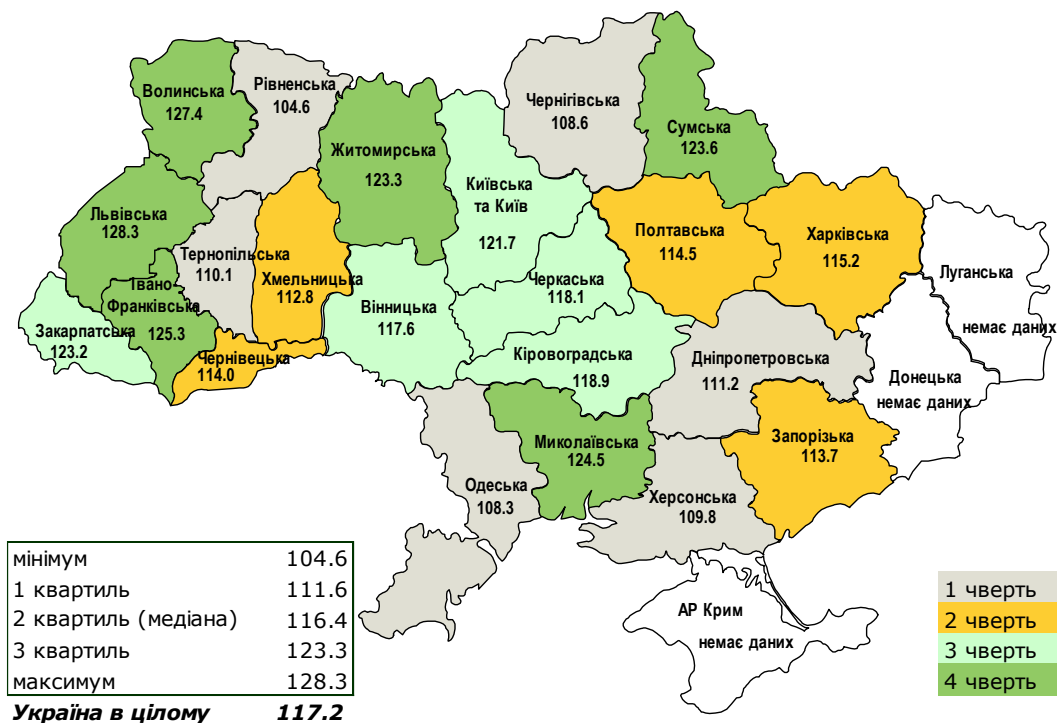 Волинська
127.4
Рівненська
104.6
Житомирська
123.3
Чернігівська
108.6
Сумська
123.6
Київська
та Київ
121.7
Львівська
128.3
Тернопільська
110.1
Хмельницька
112.8
Полтавська
114.5
Харківська
115.2
Луганська
немає даних
Івано
Франківська
125.3
Закарпатська
123.2
Чернівецька
114.0
Вінницька
117.6
Черкаська
118.1
Кіровоградська
118.9
Дніпропетровська
111.2
Донецька
немає даних
Миколаївська
124.5
Запорізька
113.7
Одеська
108.3
Херсонська
109.8
АР Крим
немає даних
мінімум 104.6
1 квартиль 111.6
2 квартиль (медіана) 116.4
3 квартиль 123.3
максимум 128.3
Україна в цілому 117.2
1 чверть
2 чверть
3 чверть
4 чверть